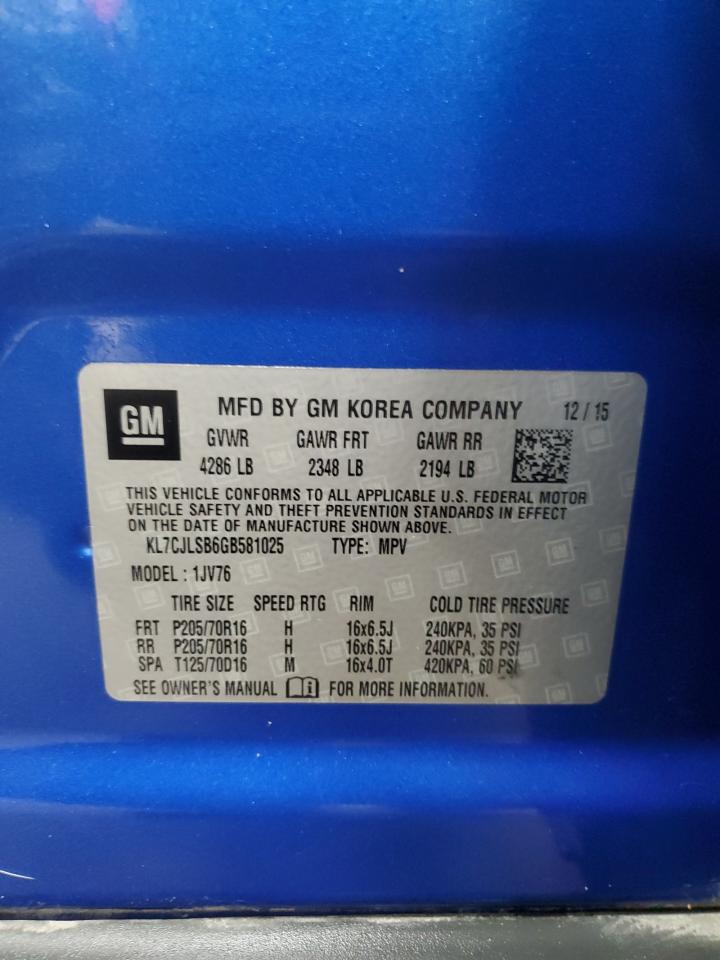 GM MFD BY GM KOREA COMPANY 12 / 15
GVWR GAWR FRT GAWR RR
4286 LB 2348 LB 2194 LB
THIS VEHICLE CONFORMS TO ALL APPLICABLE U.S. FEDERAL MOTOR
VEHICLE SAFETY AND THEFT PREVENTION STANDARDS IN EFFECT
ON THE DATE OF MANUFACTURE SHOWN ABOVE.
KL7CJLSB6GB581025 TYPE: MPV
MODEL : 1JV76
TIRE SIZE SPEED RTG RIM COLD TIRE PRESSURE
FRT P205/70R16 H 16x6.5J 240KPA, 35 PSI
RR P205/70R16 H 16x6.5J 240KPA, 35 PSI
SPA T125/70D16 M 16x4.0T 420KPA, 60 PSI
SEE OWNER'S MANUAL FOR MORE INFORMATION.